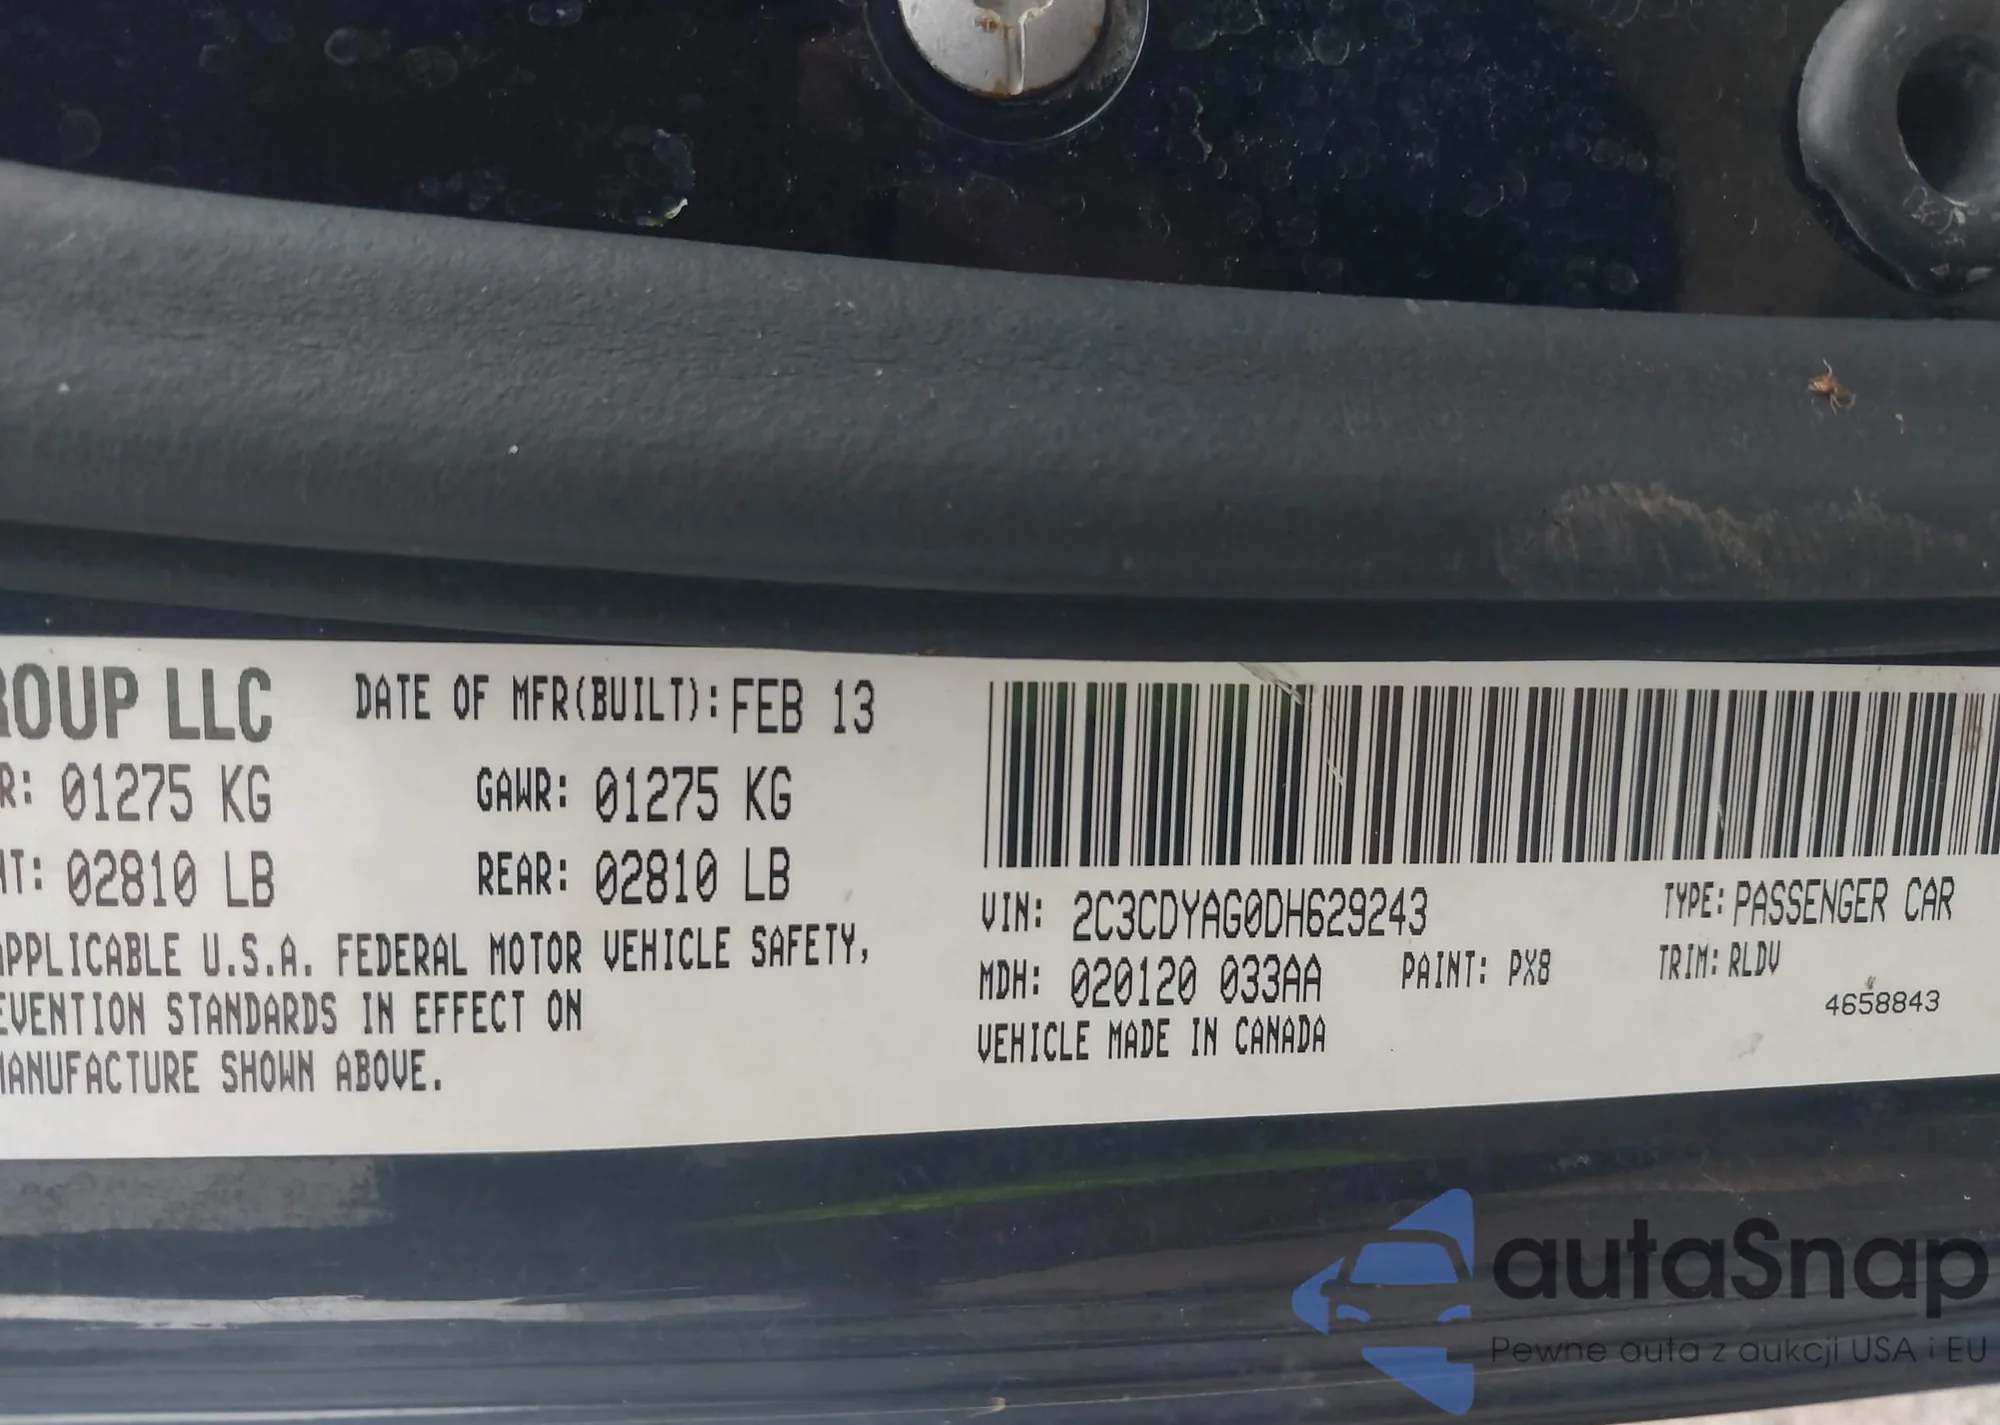 ROUP LLC DATE OF MFR(BUILT): FEB 13
R: 01275 KG GAWR: 01275 KG
NT: 02810 LB REAR: 02810 LB
APPLICABLE U.S.A. FEDERAL MOTOR VEHICLE SAFETY,
EVENTION STANDARDS IN EFFECT ON
MANUFACTURE SHOWN ABOVE.
VIN: 2C3CDYAG0DH629243 TYPE: PASSENGER CAR
MDH: 020120 033AA PAINT: PX8 TRIM: RLDV
VEHICLE MADE IN CANADA 4658843
autaSnap
Pewne auta z aukcji USA i EU